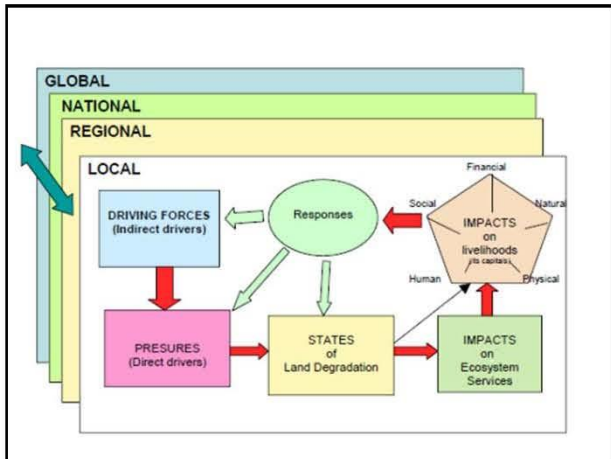 GLOBAL
NATIONAL
REGIONAL
LOCAL
DRIVING FORCES
(Indirect drivers)
Responses
Financial
Social
Natural
IMPACTS
on
livelihoods
(its capitals)
Human
Physical
PRESURES
(Direct drivers)
STATES
of
Land Degradation
IMPACTS
on
Ecosystem
Services